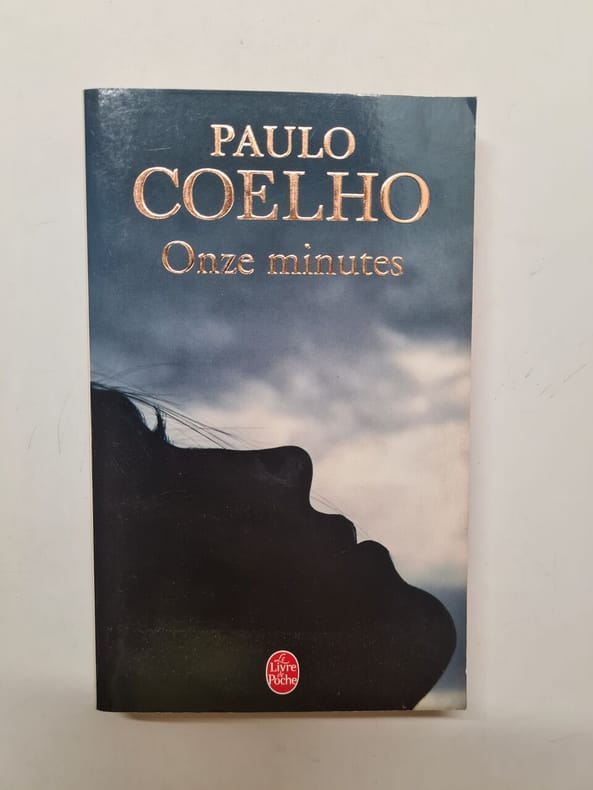 PAULO
COELHO
Onze minutes
Le
Livre
de
Poche